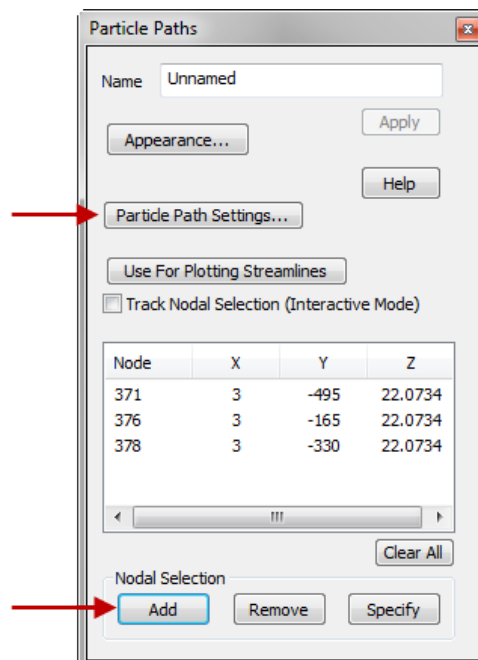 Particle Paths
Name Unnamed
Apply
Appearance...
Help
Particle Path Settings...
Use For Plotting Streamlines
Track Nodal Selection (Interactive Mode)
Node X Y Z
371 3 -495 22.0734
376 3 -165 22.0734
378 3 -330 22.0734
Clear All
Nodal Selection
Add Remove Specify